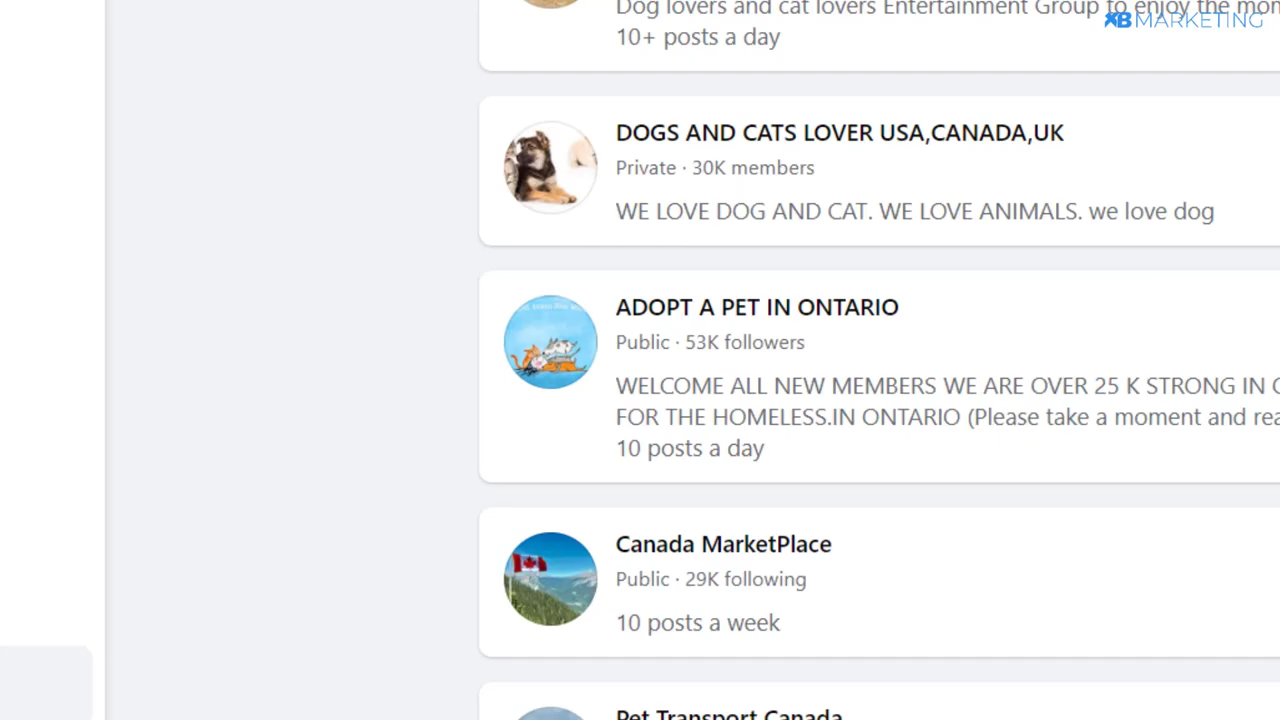 Dog lovers and cat lovers Entertainment Group to enjoy the
XB MARKETING
10+ posts a day
DOGS AND CATS LOVER USA,CANADA,UK
Private · 30K members
WE LOVE DOG AND CAT. WE LOVE ANIMALS. we love dog
ADOPT A PET IN ONTARIO
Public · 53K followers
WELCOME ALL NEW MEMBERS WE ARE OVER 25 K STRONG IN
FOR THE HOMELESS.IN ONTARIO (Please take a moment and
10 posts a day
Canada MarketPlace
Public · 29K following
10 posts a week
Pet Transport Canada